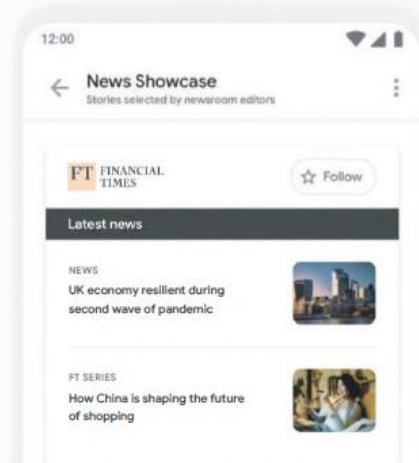 12:00
News Showcase
Stories selected by newsroom editors
FT FINANCIAL
TIMES
Follow
Latest news
NEWS
UK economy resilient during
second wave of pandemic
FT SERIES
How China is shaping the future
of shopping